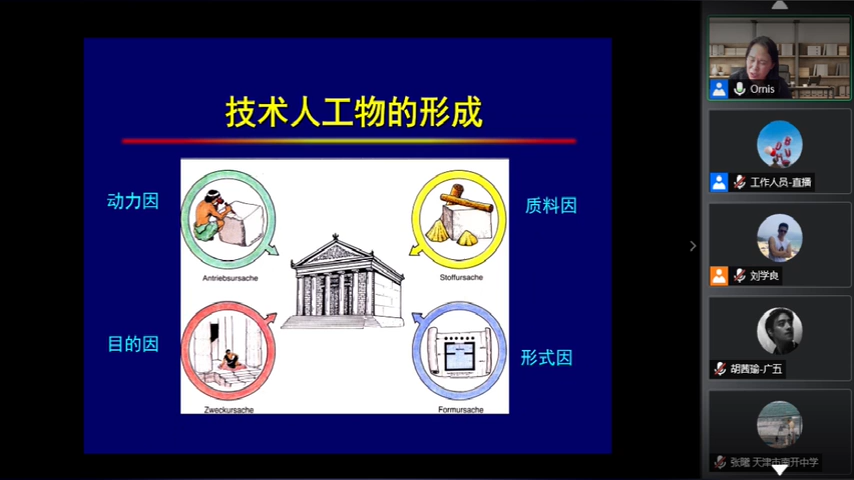 技术人工物的形成
动力因
质料因
Antriebsursache
Stoffursache
目的因
形式因
Zweckursache
Formursache
Omis
工作人员-直播
刘学良
胡茜瑜-广五
张曙 天津市南开中学